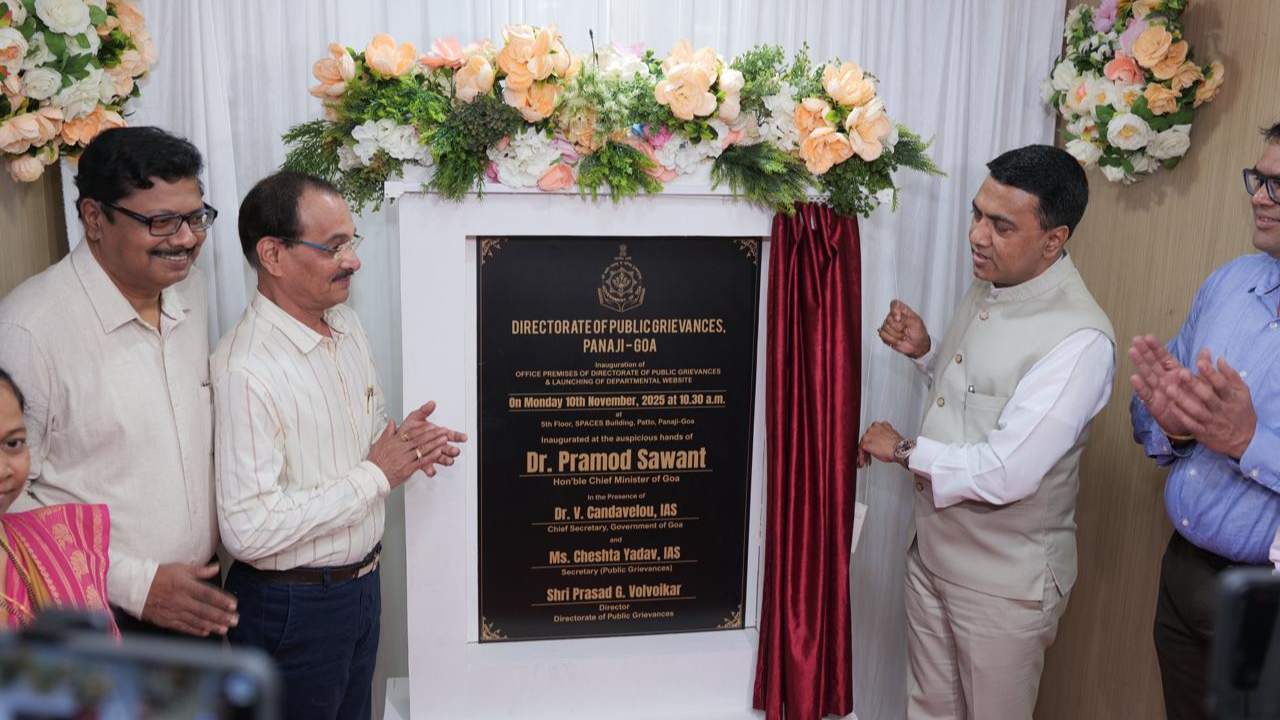 DIRECTORATE OF PUBLIC GRIEVANCES,
PANAJI - GOA
Inauguration of
OFFICE PREMISES OF DIRECTORATE OF PUBLIC GRIEVANCES
& LAUNCHING OF DEPARTMENTAL WEBSITE
On Monday 10th November, 2025 at 10.30 a.m.
at
5th Floor, SPACES Building, Patto, Panaji-Goa
Inaugurated at the auspicious hands of
Dr. Pramod Sawant
Hon'ble Chief Minister of Goa
In the Presence of
Dr. V. Candavelou, IAS
Chief Secretary, Government of Goa
and
Ms. Cheshta Yadav, IAS
Secretary (Public Grievances)
Shri Prasad G. Volvoikar
Director
Directorate of Public Grievances